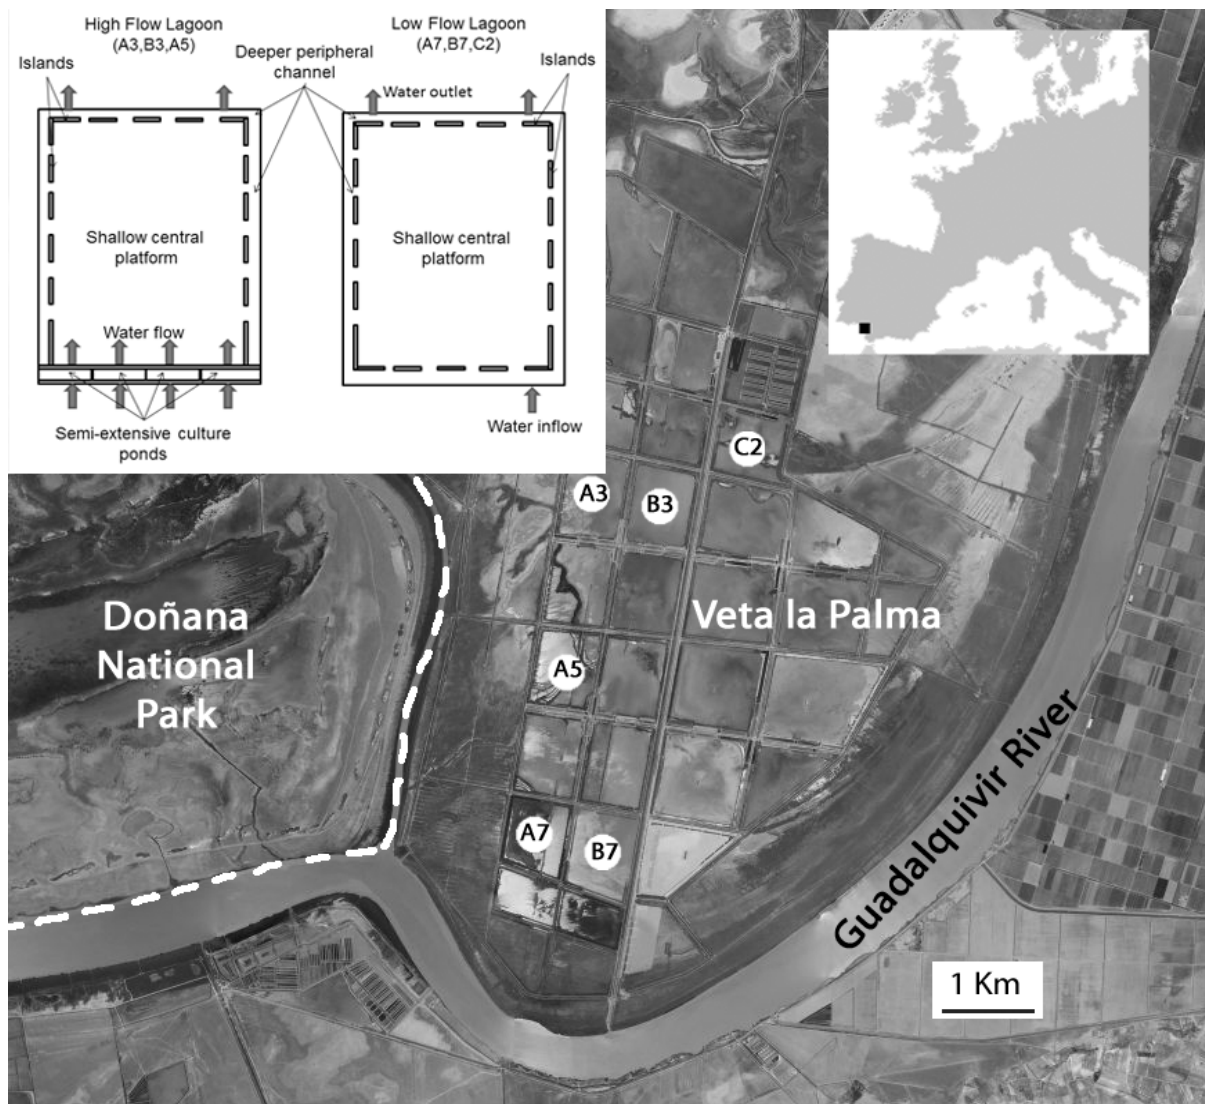 High Flow Lagoon
(A3,B3,A5)
Low Flow Lagoon
(A7,B7,C2)
Islands
Deeper peripheral
channel
Islands
Water outlet
Shallow central
platform
Shallow central
platform
Water flow
Semi-extensive culture
ponds
Water inflow
C2
A3
B3
Doñana
National
Park
Veta la Palma
A5
A7
B7
Guadalquivir River
1 Km